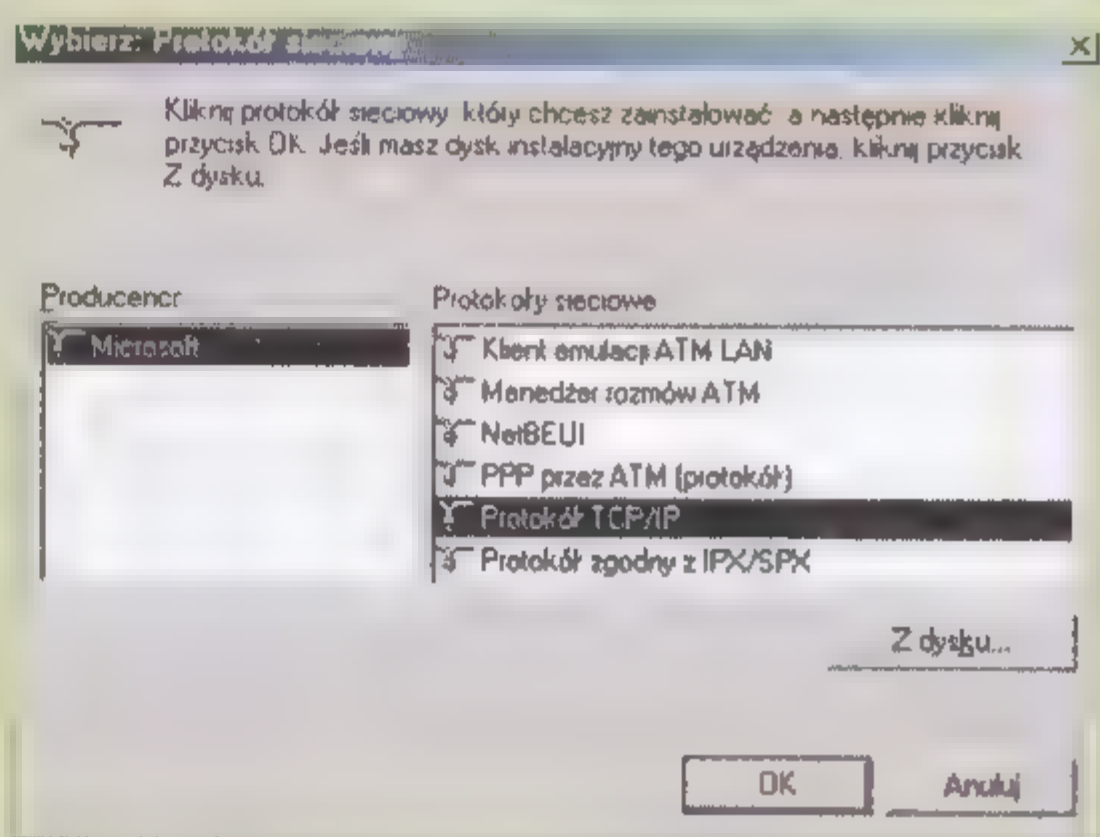 Wybierz: Protokół
Kliknij protokół sieciowy, który chcesz zainstalować, a następnie kliknij
przycisk OK. Jeśli masz dysk instalacyjny tego urządzenia, kliknij przycisk
Z dysku.
Producenci
Protokoły sieciowe
Microsoft
Klient emulacji ATM LAN
Menedżer rozmów ATM
NetBEUI
PPP przez ATM (protokół)
Protokół TCP/IP
Protokół zgodny z IPX/SPX
Z dysku...
OK
Anuluj